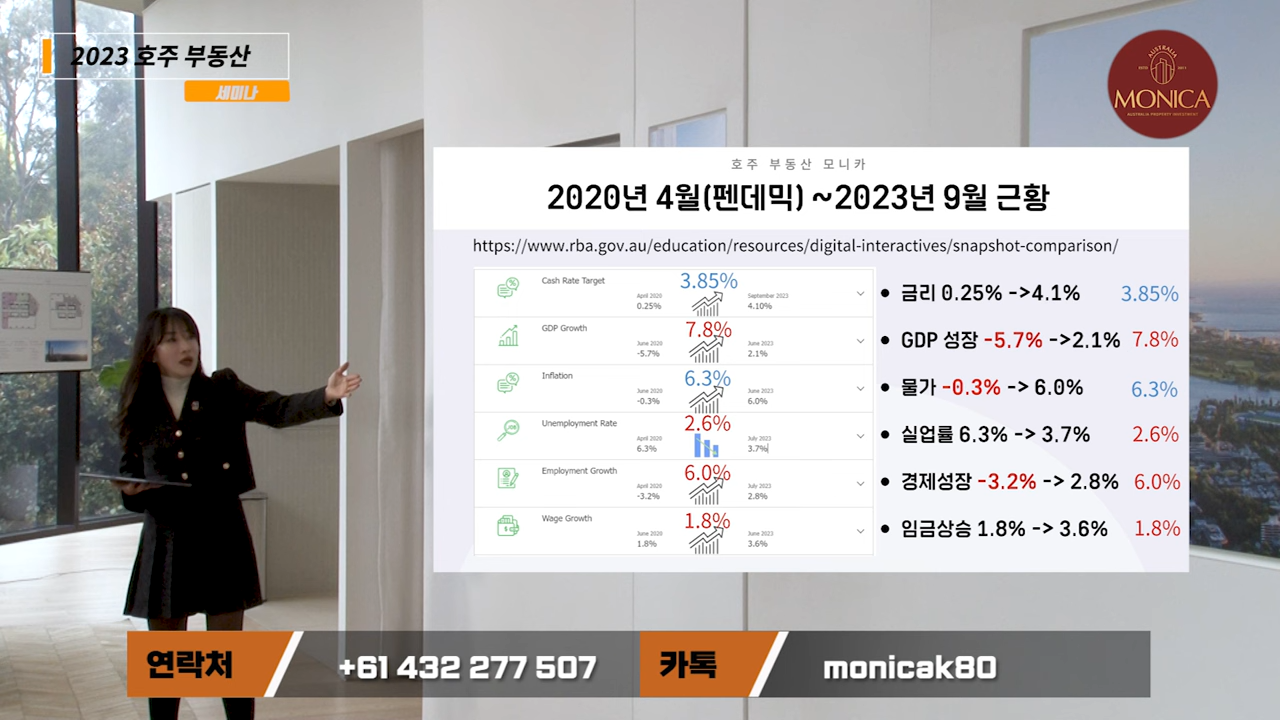 2023 호주 부동산
세미나
AUSTRALIA
MONICA
AUSTRALIA PROPERTY INVESTMENT
호주 부동산 모니카
2020년 4월(펜데믹) ~2023년 9월 근황
https://www.rba.gov.au/education/resources/digital-interactives/snapshot-comparison/
Cash Rate Target
3.85%
April 2020
September 2023
0.25%
4.10%
GDP Growth
7.8%
June 2020
June 2023
-5.7%
2.1%
Inflation
6.3%
June 2020
June 2023
-0.3%
6.0%
Unemployment Rate
2.6%
April 2020
July 2023
6.3%
3.7%
JOB
Employment Growth
6.0%
April 2020
July 2023
-3.2%
2.8%
Wage Growth
1.8%
June 2020
June 2023
1.8%
3.6%
● 금리 0.25% ->4.1% 3.85%
● GDP 성장 -5.7% ->2.1% 7.8%
● 물가 -0.3% -> 6.0% 6.3%
● 실업률 6.3% -> 3.7% 2.6%
● 경제성장 -3.2% -> 2.8% 6.0%
● 임금상승 1.8% -> 3.6% 1.8%
연락처 +61 432 277 507
카톡 monicak80